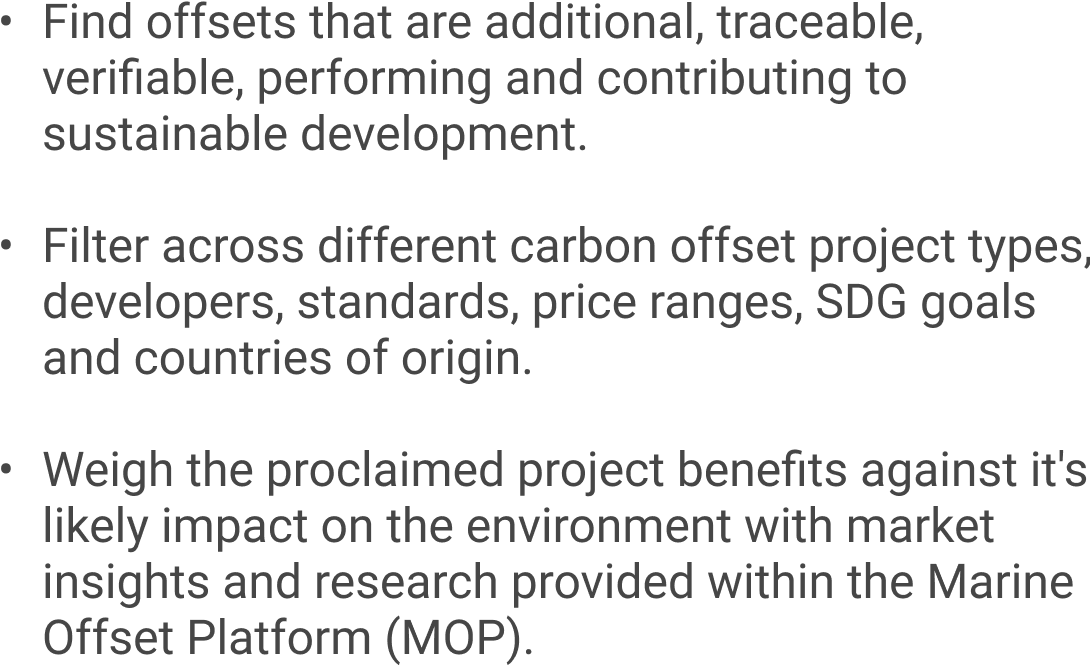 • Find offsets that are additional, traceable,
verifiable, performing and contributing to
sustainable development.
• Filter across different carbon offset project types,
developers, standards, price ranges, SDG goals
and countries of origin.
• Weigh the proclaimed project benefits against it's
likely impact on the environment with market
insights and research provided within the Marine
Offset Platform (MOP).